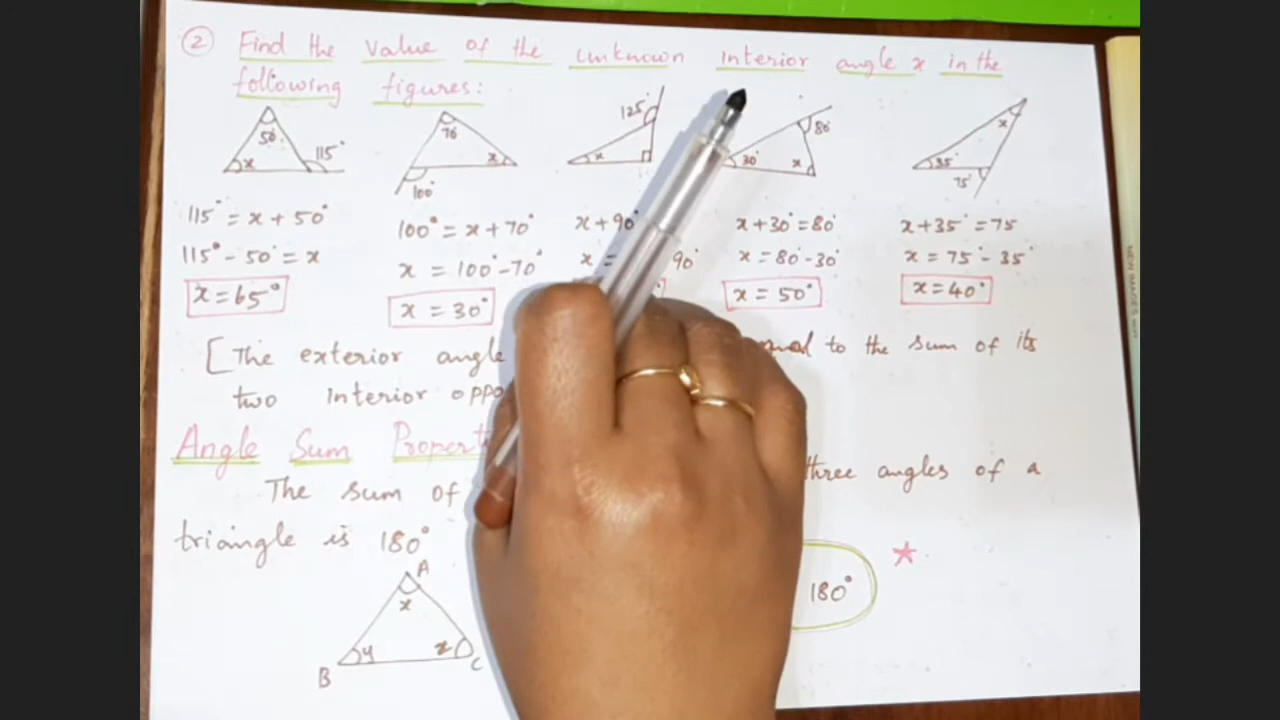 ② Find the value of the unknown interior angle x in the
following figures:
50° x 115°
70° x 100°
125° x
80° 30° x
x 35° 75°
115° = x + 50°
115° - 50° = x
x = 65°
100° = x + 70°
x = 100° - 70°
x = 30°
x + 90°
x = 90°
x + 30° = 80°
x = 80° - 30°
x = 50°
x + 35° = 75
x = 75 - 35°
x = 40°
[The exterior angle to the sum of its
two interior
Angle Sum
The sum of three angles of a
triangle is 180°
180°
A
x
y z
B C